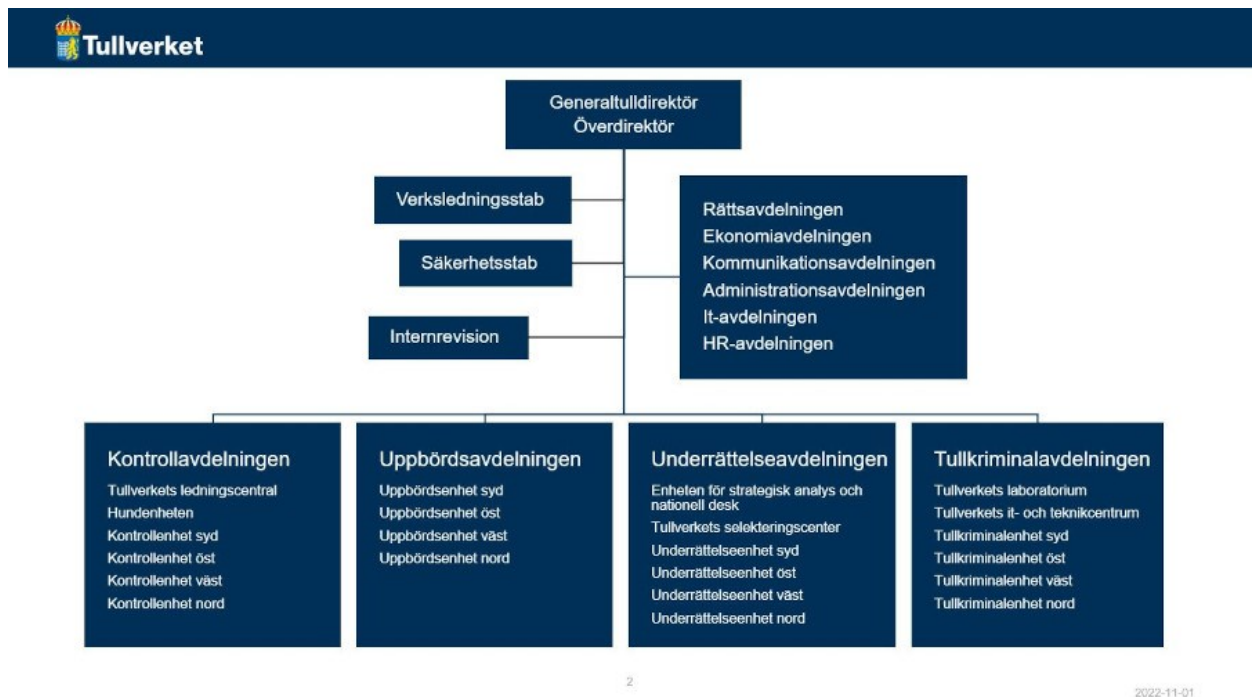 Tullverket
Generaltulldirektör
Överdirektör
Verksledningsstab
Säkerhetsstab
Internrevision
Rättsavdelningen
Ekonomiavdelningen
Kommunikationsavdelningen
Administrationsavdelningen
It-avdelningen
HR-avdelningen
Kontrollavdelningen
Tullverkets ledningscentral
Hundenheten
Kontrollenhet syd
Kontrollenhet öst
Kontrollenhet väst
Kontrollenhet nord
Uppbördsavdelningen
Uppbördsenhet syd
Uppbördsenhet öst
Uppbördsenhet väst
Uppbördsenhet nord
Underrättelseavdelningen
Enheten för strategisk analys och
nationell desk
Tullverkets selekteringscenter
Underrättelseenhet syd
Underrättelseenhet öst
Underrättelseenhet väst
Underrättelseenhet nord
Tullkriminalavdelningen
Tullverkets laboratorium
Tullverkets it- och teknikcentrum
Tullkriminalenhet syd
Tullkriminalenhet öst
Tullkriminalenhet väst
Tullkriminalenhet nord
2
2022-11-01